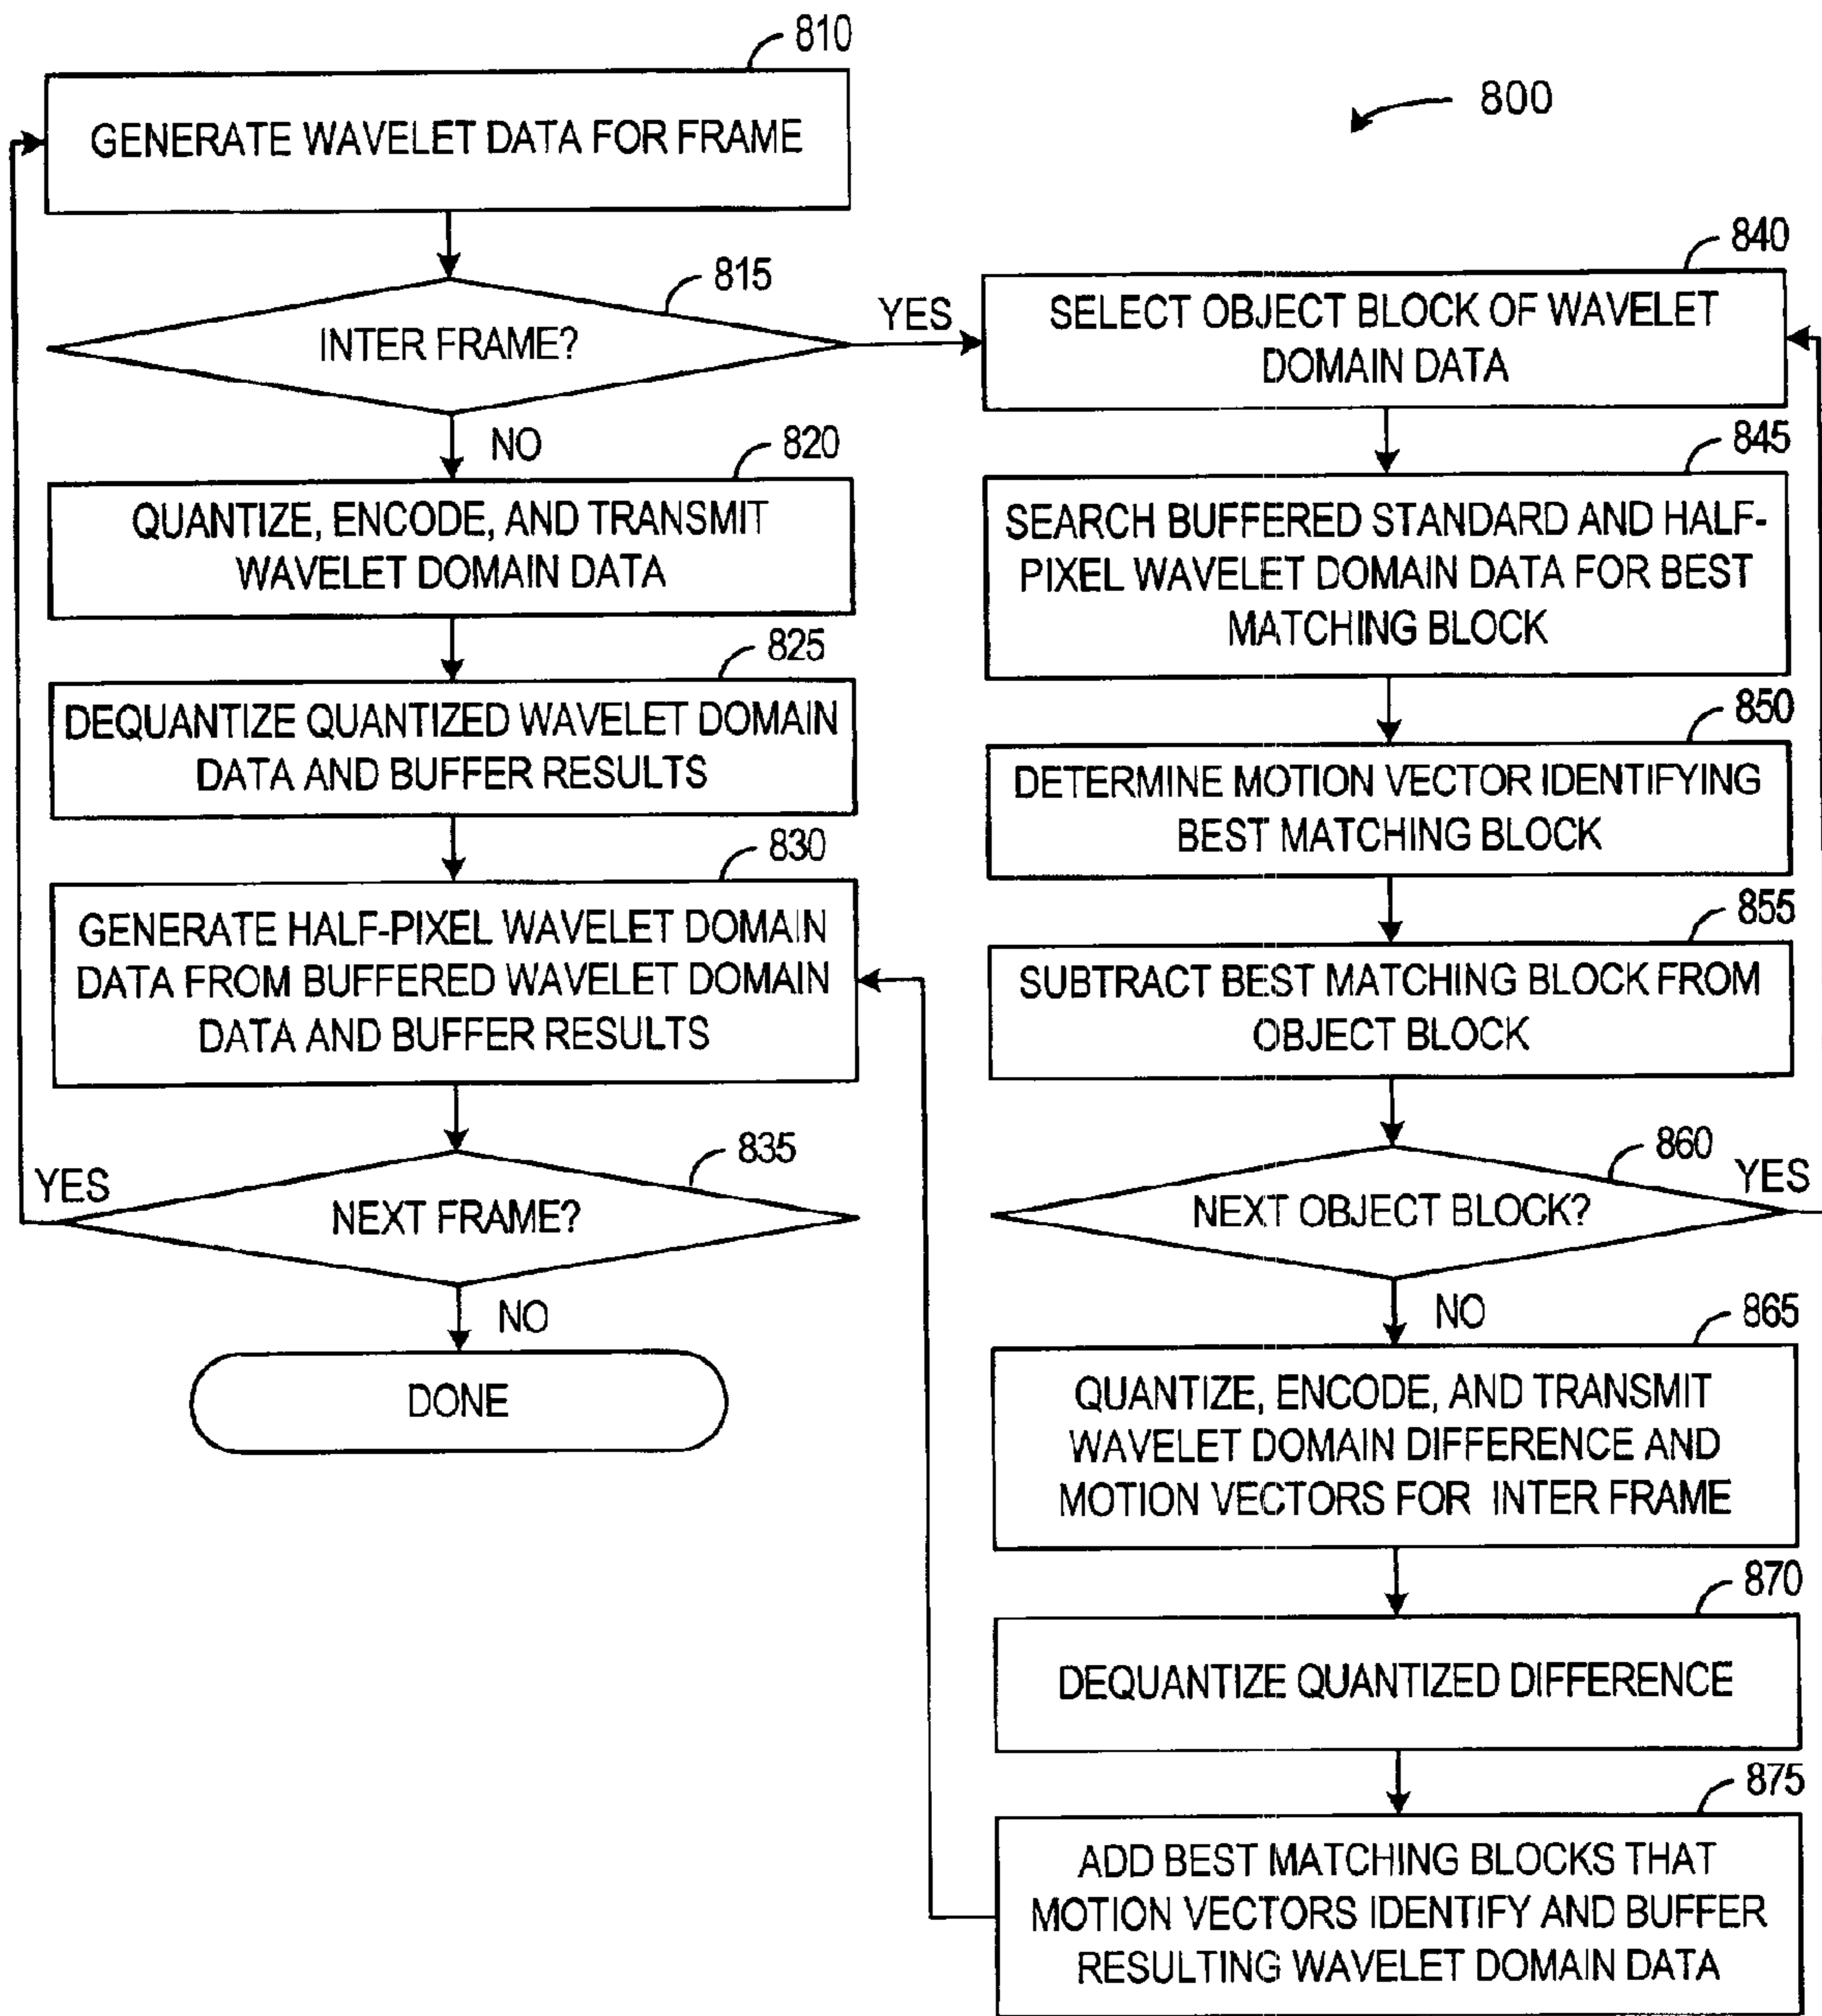 810
GENERATE WAVELET DATA FOR FRAME
800
815
INTER FRAME?
YES
NO
820
QUANTIZE, ENCODE, AND TRANSMIT
WAVELET DOMAIN DATA
825
DEQUANTIZE QUANTIZED WAVELET DOMAIN
DATA AND BUFFER RESULTS
830
GENERATE HALF-PIXEL WAVELET DOMAIN
DATA FROM BUFFERED WAVELET DOMAIN
DATA AND BUFFER RESULTS
835
YES
NEXT FRAME?
NO
DONE
840
SELECT OBJECT BLOCK OF WAVELET
DOMAIN DATA
845
SEARCH BUFFERED STANDARD AND HALF-
PIXEL WAVELET DOMAIN DATA FOR BEST
MATCHING BLOCK
850
DETERMINE MOTION VECTOR IDENTIFYING
BEST MATCHING BLOCK
855
SUBTRACT BEST MATCHING BLOCK FROM
OBJECT BLOCK
860
YES
NEXT OBJECT BLOCK?
NO
865
QUANTIZE, ENCODE, AND TRANSMIT
WAVELET DOMAIN DIFFERENCE AND
MOTION VECTORS FOR INTER FRAME
870
DEQUANTIZE QUANTIZED DIFFERENCE
875
ADD BEST MATCHING BLOCKS THAT
MOTION VECTORS IDENTIFY AND BUFFER
RESULTING WAVELET DOMAIN DATA